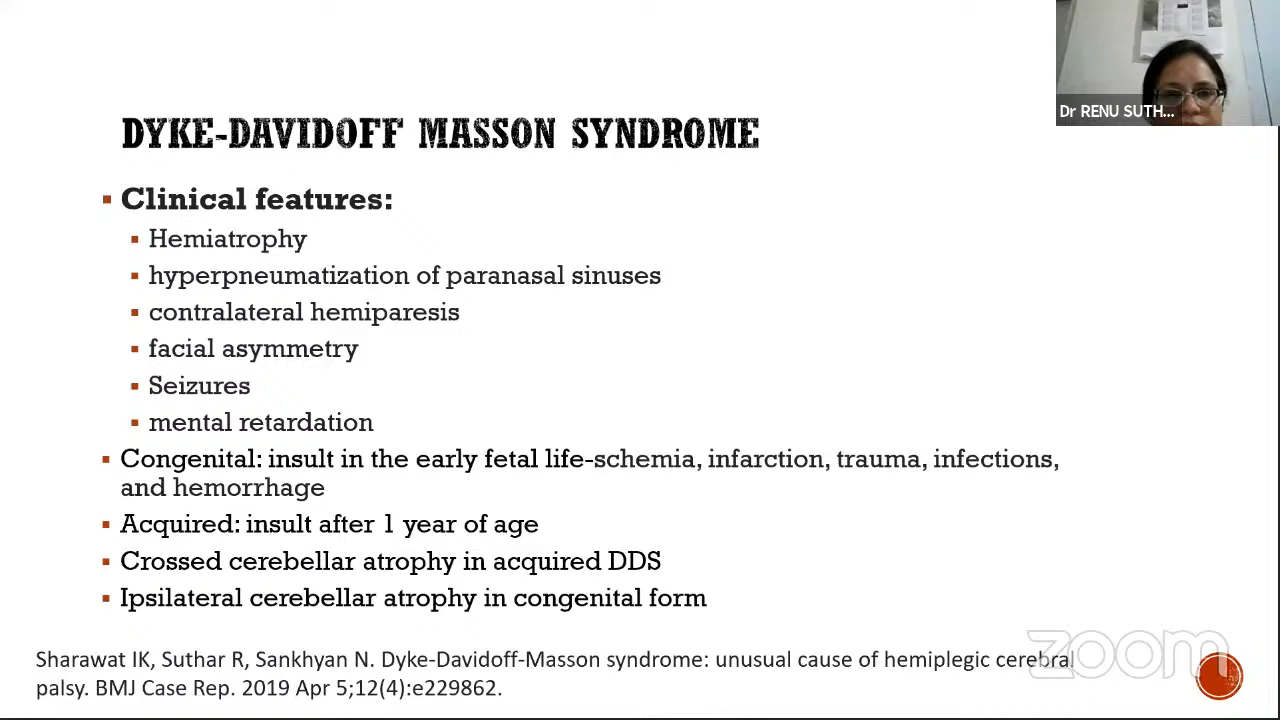 Dr RENU SUTH...
DYKE-DAVIDOFF MASSON SYNDROME
Clinical features:
Hemiatrophy
hyperpneumatization of paranasal sinuses
contralateral hemiparesis
facial asymmetry
Seizures
mental retardation
Congenital: insult in the early fetal life-schemia, infarction, trauma, infections,
and hemorrhage
Acquired: insult after 1 year of age
Crossed cerebellar atrophy in acquired DDS
Ipsilateral cerebellar atrophy in congenital form
Sharawat IK, Suthar R, Sankhyan N. Dyke-Davidoff-Masson syndrome: unusual cause of hemiplegic cerebral
palsy. BMJ Case Rep. 2019 Apr 5;12(4):e229862.
zoom